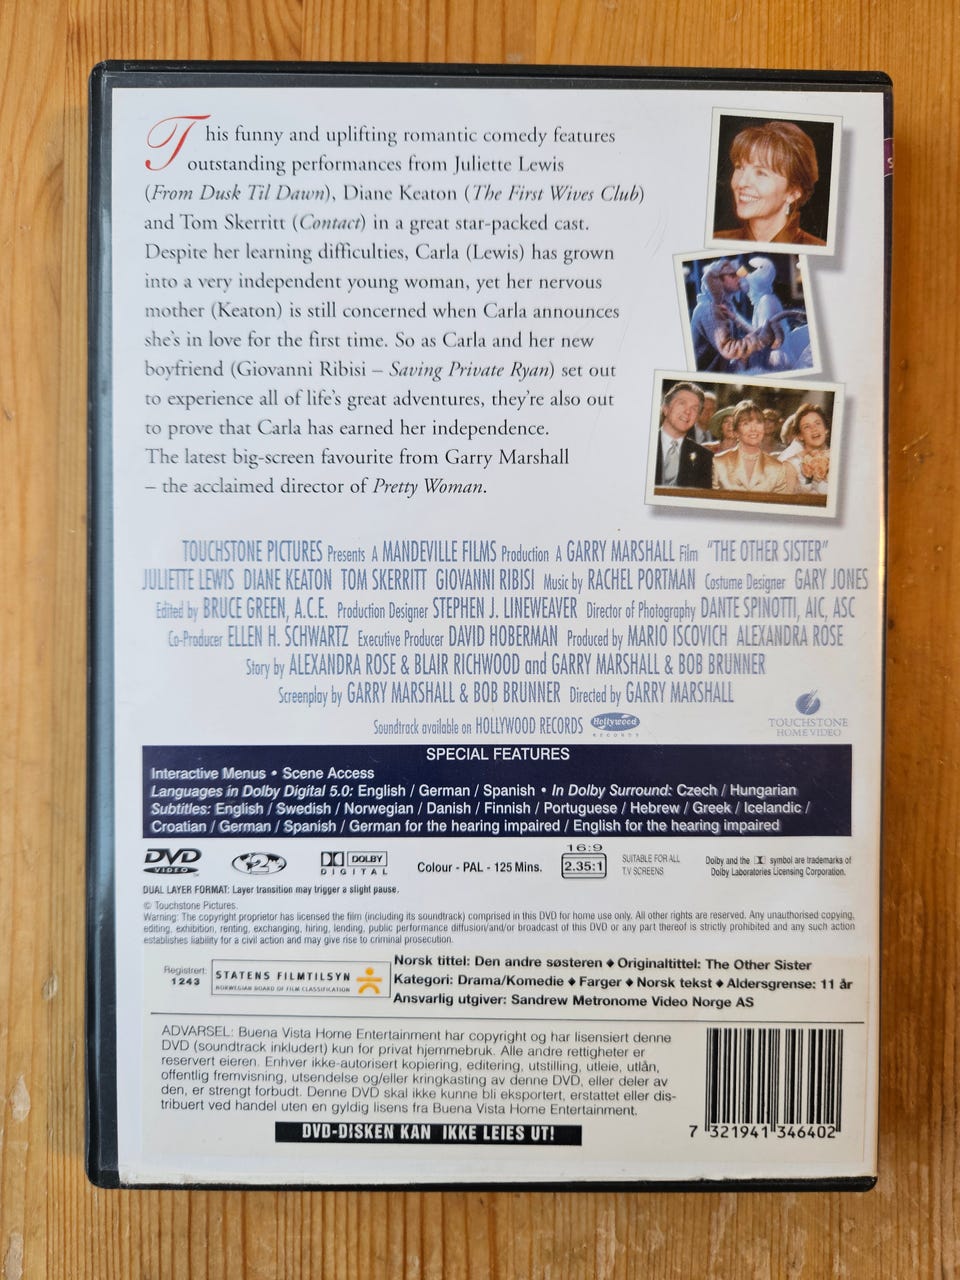 This funny and uplifting romantic comedy features
outstanding performances from Juliette Lewis
(From Dusk Til Dawn), Diane Keaton (The First Wives Club)
and Tom Skerritt (Contact) in a great star-packed cast.
Despite her learning difficulties, Carla (Lewis) has grown
into a very independent young woman, yet her nervous
mother (Keaton) is still concerned when Carla announces
she's in love for the first time. So as Carla and her new
boyfriend (Giovanni Ribisi – Saving Private Ryan) set out
to experience all of life's great adventures, they're also out
to prove that Carla has earned her independence.
The latest big-screen favourite from Garry Marshall
– the acclaimed director of Pretty Woman.
TOUCHSTONE PICTURES Presents A MANDEVILLE FILMS Production A GARRY MARSHALL Film "THE OTHER SISTER"
JULIETTE LEWIS DIANE KEATON TOM SKERRITT GIOVANNI RIBISI Music by RACHEL PORTMAN Costume Designer GARY JONES
Edited by BRUCE GREEN, A.C.E. Production Designer STEPHEN J. LINEWEAVER Director of Photography DANTE SPINOTTI, AIC, ASC
Co-Producer ELLEN H. SCHWARTZ Executive Producer DAVID HOBERMAN Produced by MARIO ISCOVICH ALEXANDRA ROSE
Story by ALEXANDRA ROSE & BLAIR RICHWOOD and GARRY MARSHALL & BOB BRUNNER
Screenplay by GARRY MARSHALL & BOB BRUNNER Directed by GARRY MARSHALL
Soundtrack available on HOLLYWOOD RECORDS Hollywood RECORDS
TOUCHSTONE
HOME VIDEO
SPECIAL FEATURES
Interactive Menus • Scene Access
Languages in Dolby Digital 5.0: English / German / Spanish • In Dolby Surround: Czech / Hungarian
Subtitles: English / Swedish / Norwegian / Danish / Finnish / Portuguese / Hebrew / Greek / Icelandic /
Croatian / German / Spanish / German for the hearing impaired / English for the hearing impaired
DVD VIDEO
2
DOLBY DIGITAL
Colour - PAL - 125 Mins.
16:9
2.35:1
SUITABLE FOR ALL
T.V SCREENS
Dolby and the symbol are trademarks of
Dolby Laboratories Licensing Corporation.
DUAL LAYER FORMAT: Layer transition may trigger a slight pause.
© Touchstone Pictures.
Warning: The copyright proprietor has licensed the film (including its soundtrack) comprised in this DVD for home use only. All other rights are reserved. Any unauthorised copying,
editing, exhibition, renting, exchanging, hiring, lending, public performance diffusion/and/or broadcast of this DVD or any part thereof is strictly prohibited and any such action
establishes liability for a civil action and may give rise to criminal prosecution.
Registrert:
1243
STATENS FILMTILSYN
NORWEGIAN BOARD OF FILM CLASSIFICATION
Norsk tittel: Den andre søsteren ♦ Originaltittel: The Other Sister
Kategori: Drama/Komedie ♦ Farger ♦ Norsk tekst ♦ Aldersgrense: 11 år
Ansvarlig utgiver: Sandrew Metronome Video Norge AS
ADVARSEL: Buena Vista Home Entertainment har copyright og har lisensiert denne
DVD (soundtrack inkludert) kun for privat hjemmebruk. Alle andre rettigheter er
reservert eieren. Enhver ikke-autorisert kopiering, editering, utstilling, utleie, utlån,
offentlig fremvisning, utsendelse og/eller kringkasting av denne DVD, eller deler av
den, er strengt forbudt. Denne DVD skal ikke kunne bli eksportert, erstattet eller dis-
tribuert ved handel uten en gyldig lisens fra Buena Vista Home Entertainment.
DVD-DISKEN KAN IKKE LEIES UT!
7 321941 346402